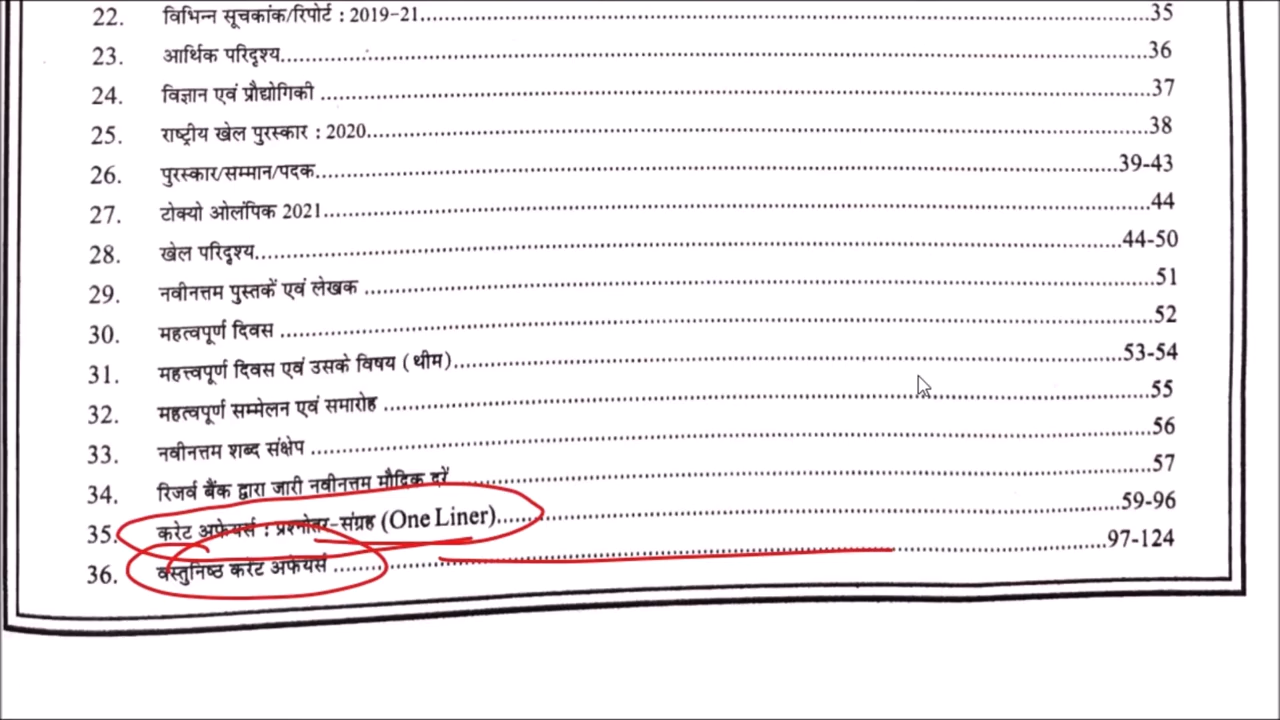 22. विभिन्न सूचकांक/रिपोर्ट : 2019-21 35
23. आर्थिक परिदृश्य 36
24. विज्ञान एवं प्रौद्योगिकी 37
25. राष्ट्रीय खेल पुरस्कार : 2020 38
26. पुरस्कार/सम्मान/पदक 39-43
27. टोक्यो ओलंपिक 2021 44
28. खेल परिदृश्य 44-50
29. नवीनत्तम पुस्तकें एवं लेखक 51
30. महत्वपूर्ण दिवस 52
31. महत्त्वपूर्ण दिवस एवं उसके विषय (थीम) 53-54
32. महत्वपूर्ण सम्मेलन एवं समारोह 55
33. नवीनत्तम शब्द संक्षेप 56
34. रिजर्व बैंक द्वारा जारी नवीनत्तम मौद्रिक दरें 57
35. करेंट अफेयर्स : प्रश्नोत्तर-संग्रह (One Liner) 59-96
36. वस्तुनिष्ठ करेंट अफेयर्स 97-124